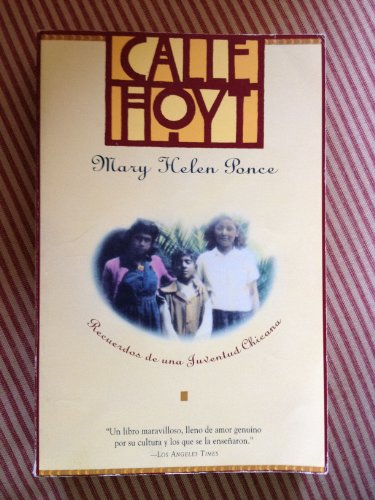 CALLE
HOYT
Mary Helen Ponce
Recuerdos de una Juventud Chicana
"Un libro maravilloso, lleno de amor genuino
por su cultura y los que se la enseñaron."
—LOS ANGELES TIMES